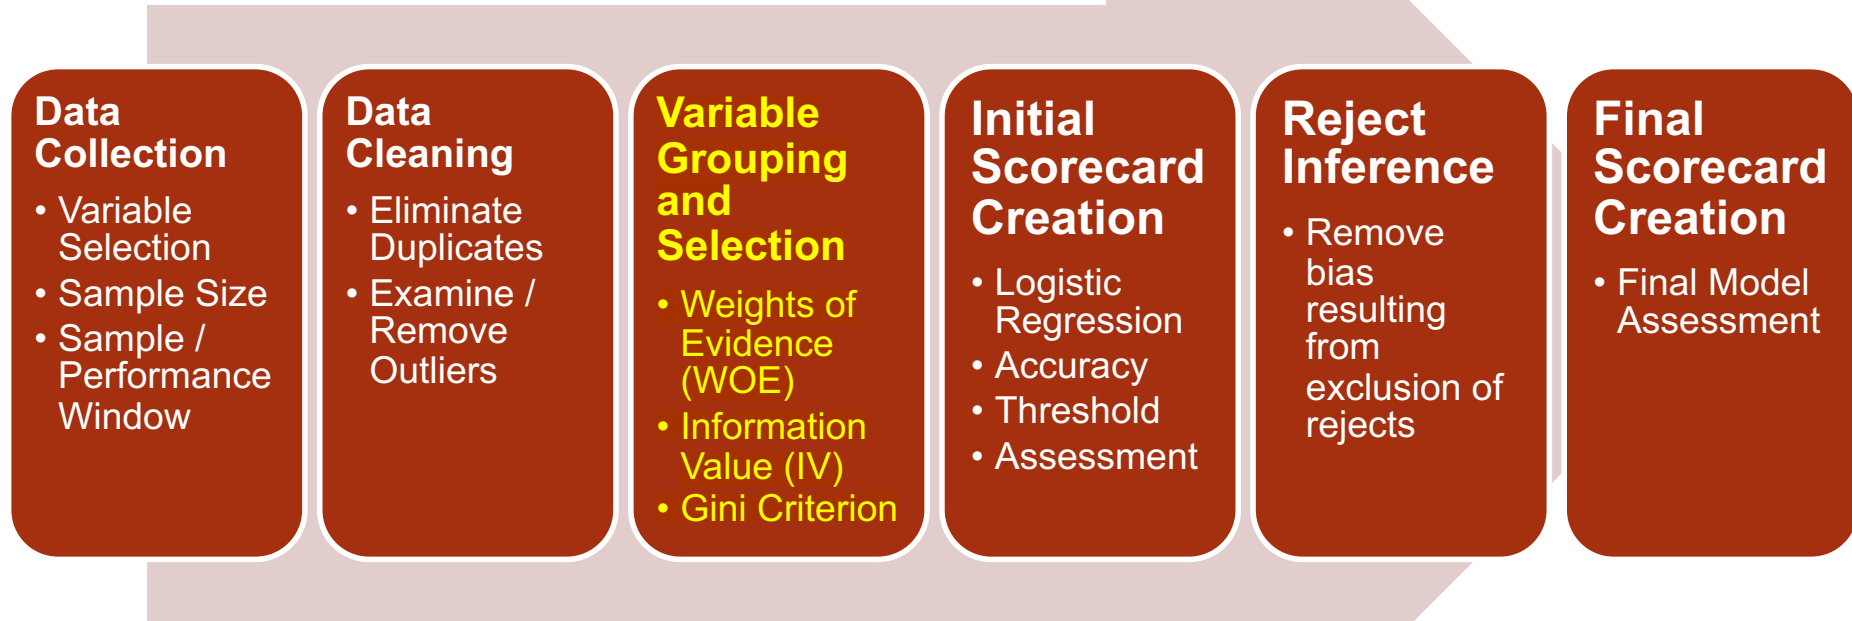 Data
Collection
• Variable
Selection
• Sample Size
• Sample /
Performance
Window
Data
Cleaning
• Eliminate
Duplicates
• Examine /
Remove
Outliers
Variable
Grouping
and
Selection
• Weights of
Evidence
(WOE)
• Information
Value (IV)
• Gini Criterion
Initial
Scorecard
Creation
• Logistic
Regression
• Accuracy
• Threshold
• Assessment
Reject
Inference
• Remove
bias
resulting
from
exclusion of
rejects
Final
Scorecard
Creation
• Final Model
Assessment